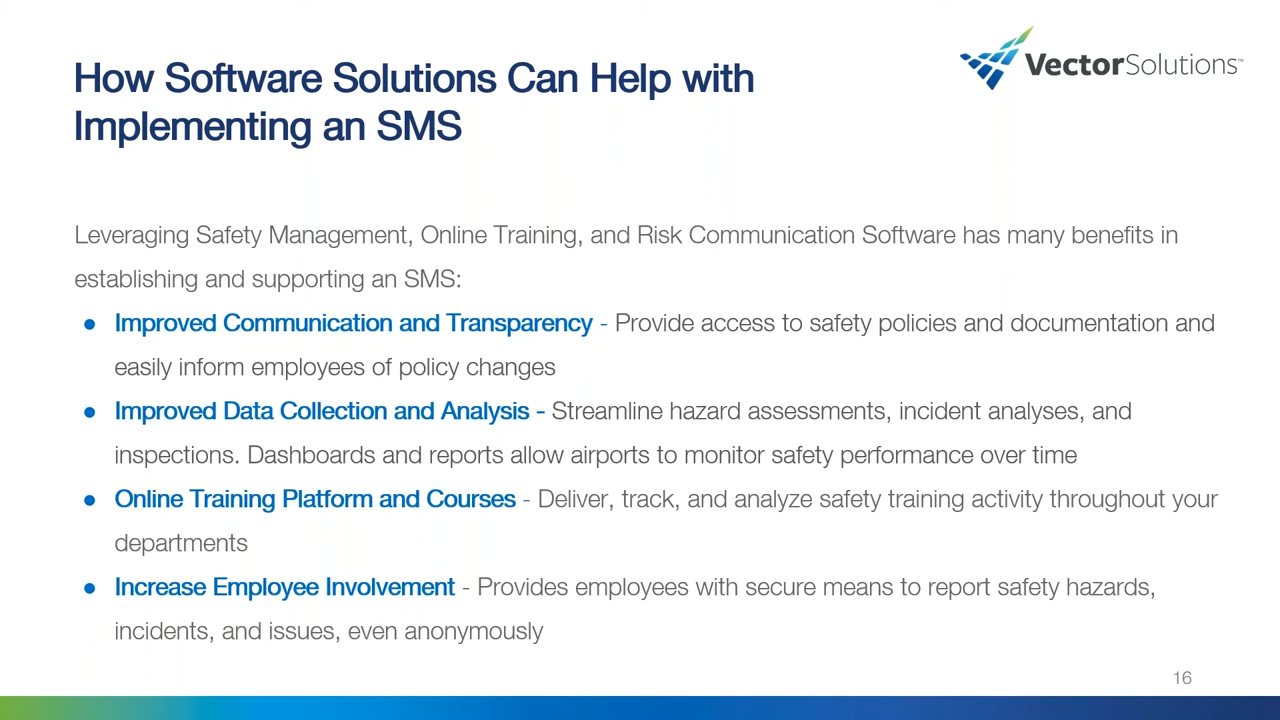 How Software Solutions Can Help with
Implementing an SMS
VectorSolutions™
Leveraging Safety Management, Online Training, and Risk Communication Software has many benefits in
establishing and supporting an SMS:
● Improved Communication and Transparency - Provide access to safety policies and documentation and
easily inform employees of policy changes
● Improved Data Collection and Analysis - Streamline hazard assessments, incident analyses, and
inspections. Dashboards and reports allow airports to monitor safety performance over time
● Online Training Platform and Courses - Deliver, track, and analyze safety training activity throughout your
departments
● Increase Employee Involvement - Provides employees with secure means to report safety hazards,
incidents, and issues, even anonymously
16